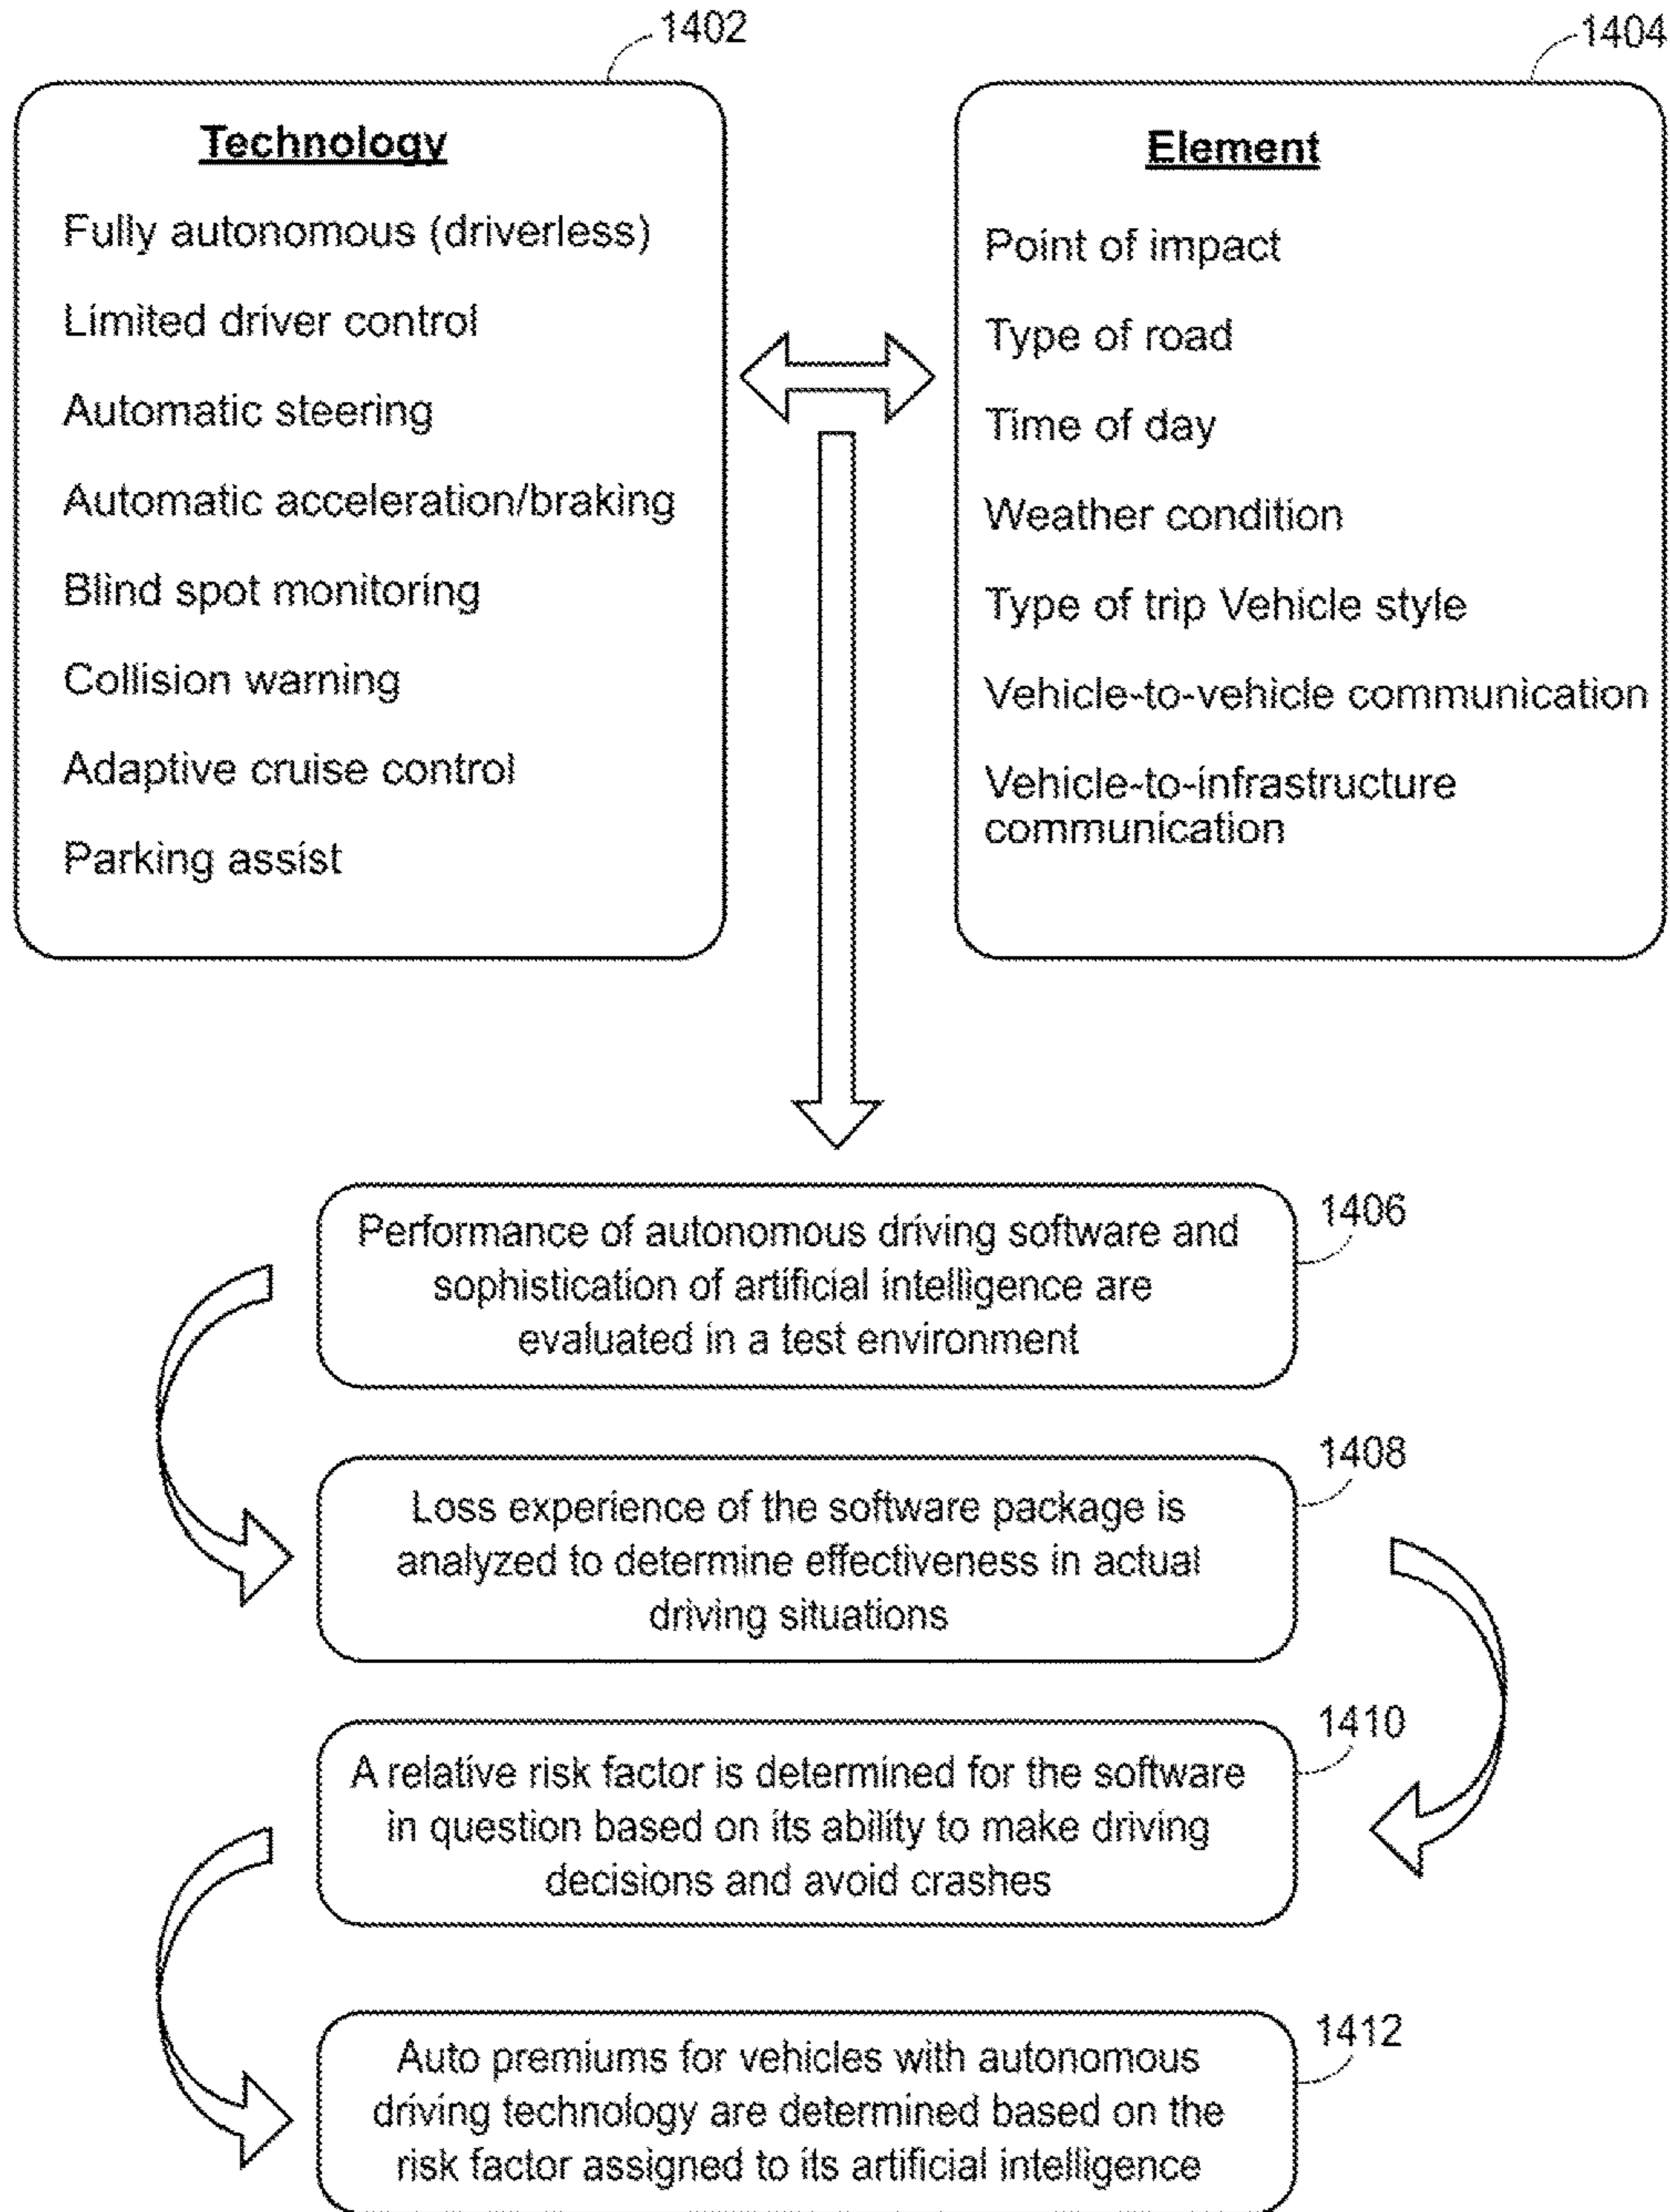 1402
Technology
Fully autonomous (driverless)
Limited driver control
Automatic steering
Automatic acceleration/braking
Blind spot monitoring
Collision warning
Adaptive cruise control
Parking assist
1404
Element
Point of impact
Type of road
Time of day
Weather condition
Type of trip Vehicle style
Vehicle-to-vehicle communication
Vehicle-to-infrastructure
communication
1406
Performance of autonomous driving software and
sophistication of artificial intelligence are
evaluated in a test environment
1408
Loss experience of the software package is
analyzed to determine effectiveness in actual
driving situations
1410
A relative risk factor is determined for the software
in question based on its ability to make driving
decisions and avoid crashes
1412
Auto premiums for vehicles with autonomous
driving technology are determined based on the
risk factor assigned to its artificial intelligence